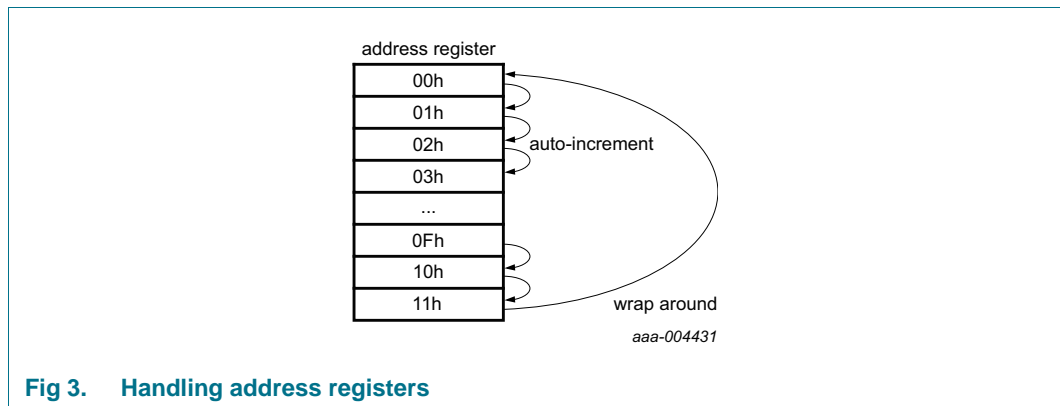 address register
00h
01h
02h
auto-increment
03h
...
0Fh
10h
11h
wrap around
aaa-004431
Fig 3. Handling address registers